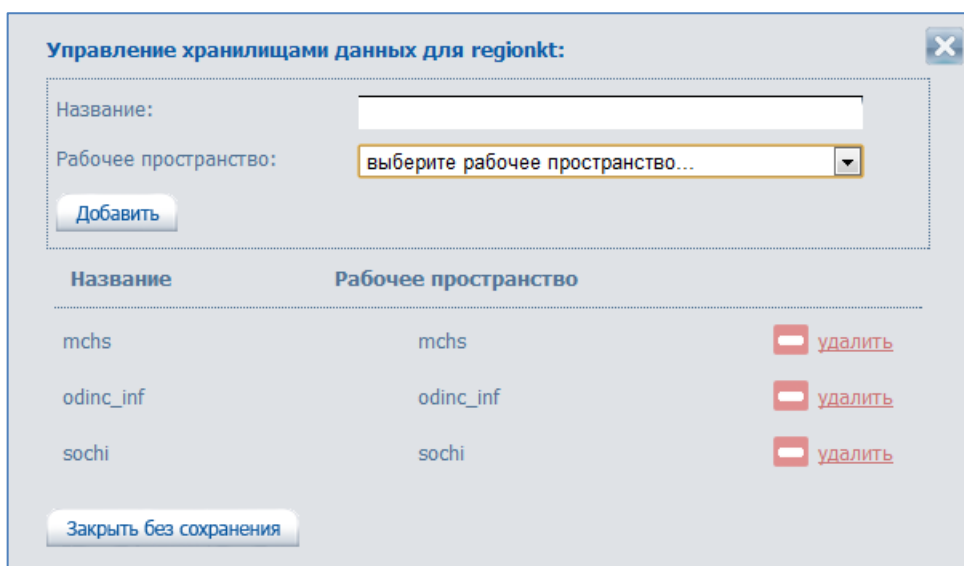 Управление хранилищами данных для regionkt:
Название:
Рабочее пространство: выберите рабочее пространство...
Добавить
Название Рабочее пространство
mchs mchs удалить
odinc_inf odinc_inf удалить
sochi sochi удалить
Закрыть без сохранения